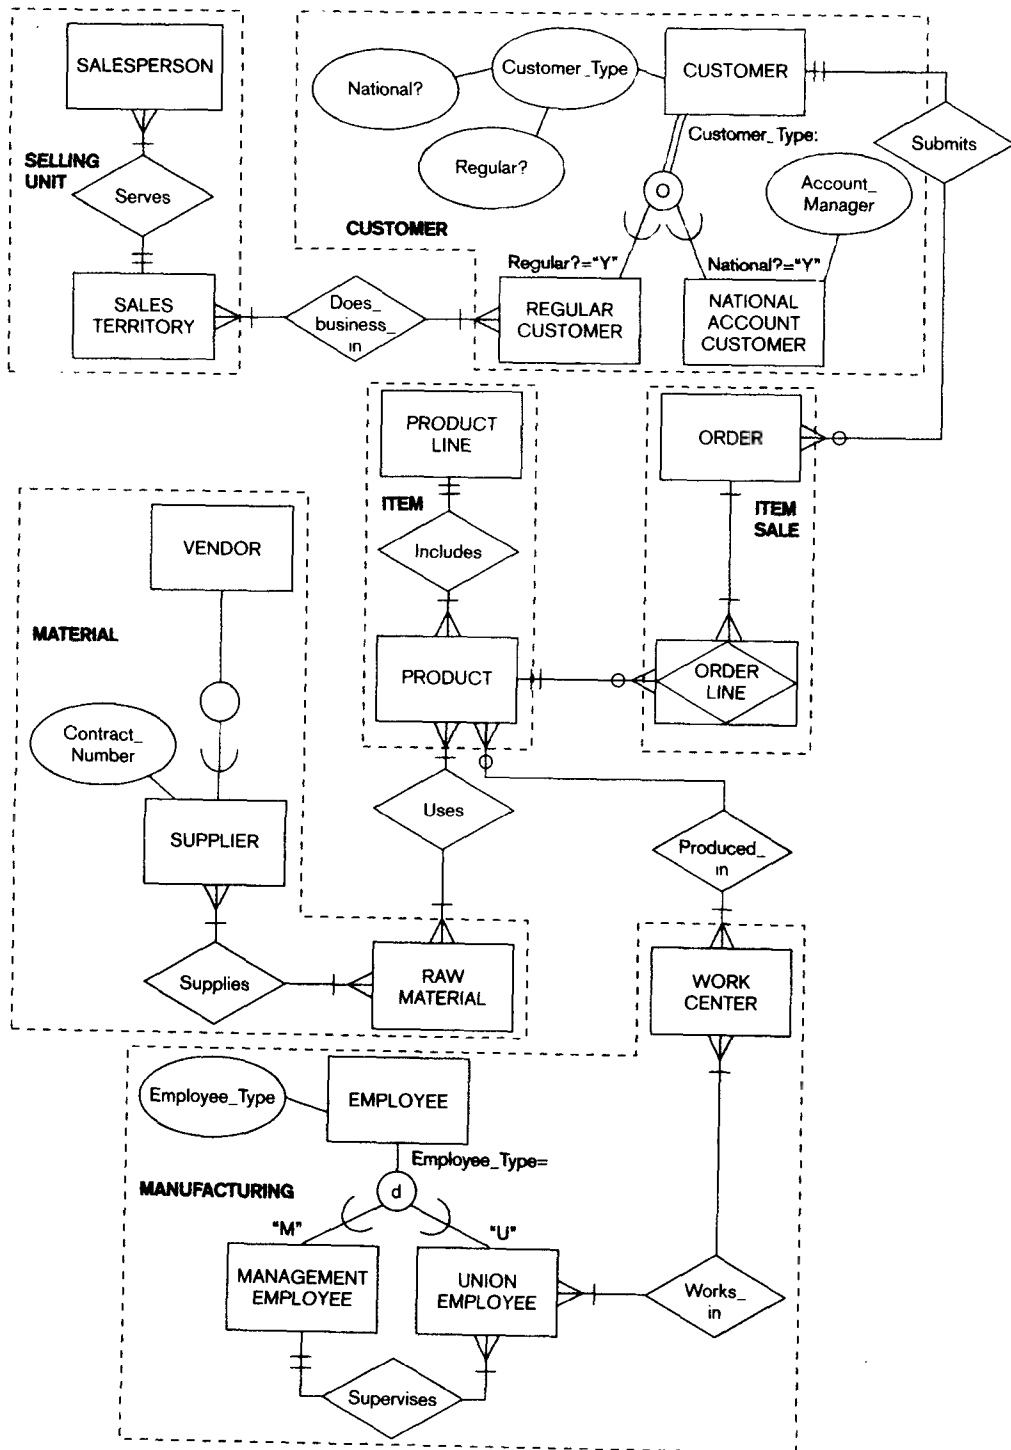 SALESPERSON
National?
Customer_Type
CUSTOMER
Customer_Type:
Submits
SELLING
UNIT
Serves
Regular?
O
Account_
Manager
CUSTOMER
Regular?="Y"
National?="Y"
SALES
TERRITORY
Does_
business_
in
REGULAR
CUSTOMER
NATIONAL
ACCOUNT
CUSTOMER
PRODUCT
LINE
ORDER
ITEM
ITEM
SALE
VENDOR
Includes
MATERIAL
PRODUCT
ORDER
LINE
Contract_
Number
Uses
SUPPLIER
Produced_
in
Supplies
RAW
MATERIAL
WORK
CENTER
Employee_Type
EMPLOYEE
Employee_Type=
MANUFACTURING
d
"M"
"U"
MANAGEMENT
EMPLOYEE
UNION
EMPLOYEE
Works_
in
Supervises